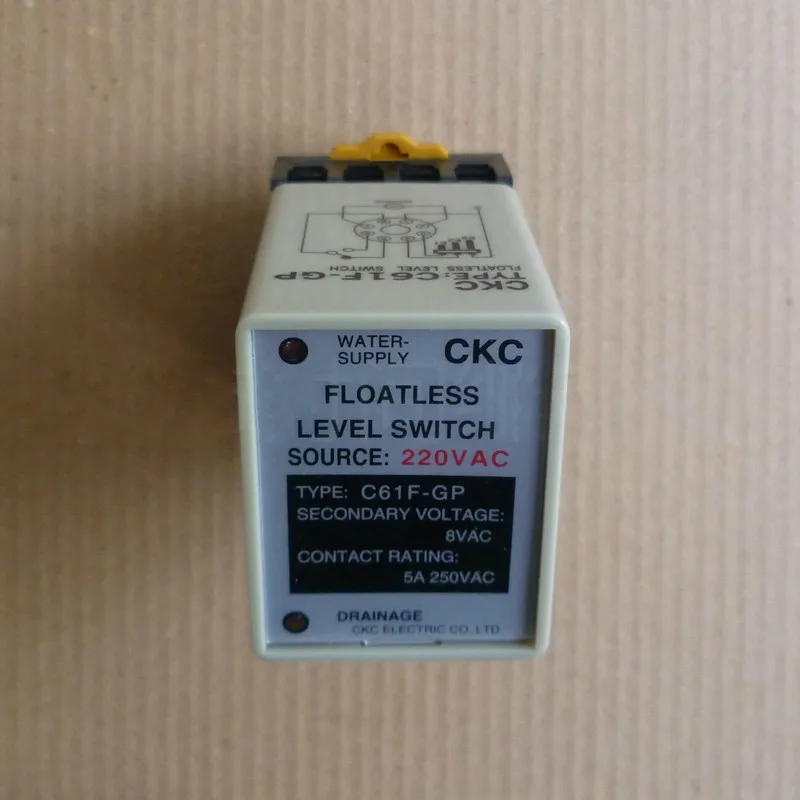 CKC
TYPE: C61F-GP
FLOATLESS LEVEL SWITCH
WATER-
SUPPLY
CKC
FLOATLESS
LEVEL SWITCH
SOURCE: 220VAC
TYPE: C61F-GP
SECONDARY VOLTAGE:
8VAC
CONTACT RATING:
5A 250VAC
DRAINAGE
CKC ELECTRIC CO. LTD